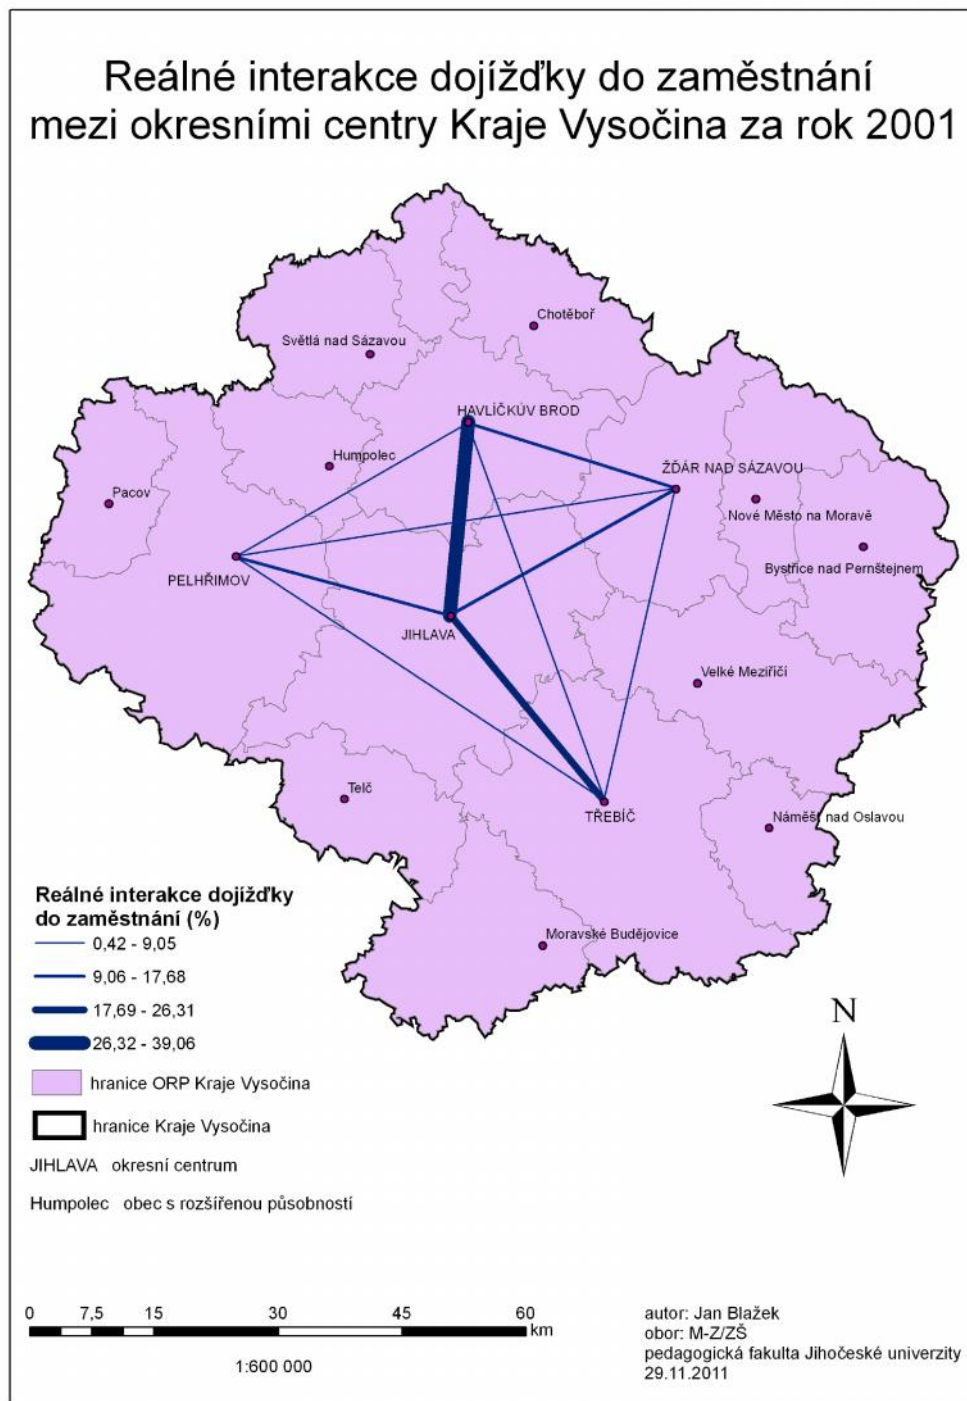 Reálné interakce dojížďky do zaměstnání
mezi okresními centry Kraje Vysočina za rok 2001
Chotěboř
Světlá nad Sázavou
HAVLÍČKÚV BROD
Humpolec
ŽĎÁR NAD SÁZAVOU
Pacov
Nové Město na Moravě
Bystřice nad Pernštejnem
PELHŘIMOV
JIHLAVA
Velké Meziříčí
Telč
TŘEBÍČ
Náměšť nad Oslavou
Moravské Budějovice
Reálné interakce dojížďky
do zaměstnání (%)
0,42 - 9,05
9,06 - 17,68
17,69 - 26,31
26,32 - 39,06
hranice ORP Kraje Vysočina
hranice Kraje Vysočina
JIHLAVA okresní centrum
Humpolec obec s rozšířenou působností
N
0 7,5 15 30 45 60
km
1:600 000
autor: Jan Blažek
obor: M-Z/ZŠ
pedagogická fakulta Jihočeské univerzity
29.11.2011